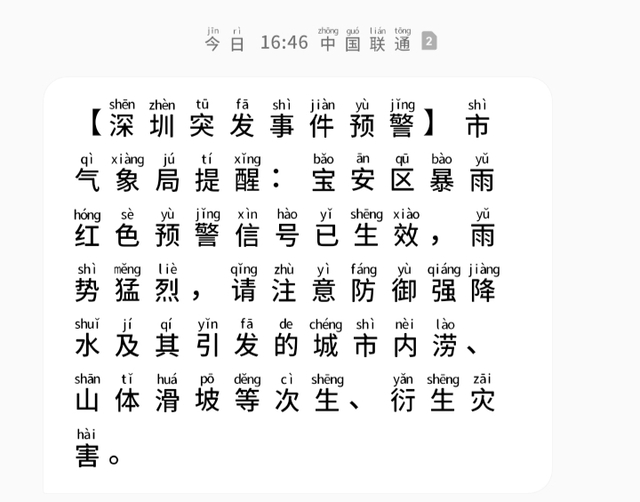 jīn rì zhōng guó lián tōng
今日 16:46 中国联通 2
shēn zhèn tū fā shì jiàn yù jǐng shì
【深圳突发事件预警】市
qì xiàng jú tí xǐng bǎo ān qū bào yǔ
气象局提醒：宝安区暴雨
hóng sè yù jǐng xìn hào yǐ shēng xiào yǔ
红色预警信号已生效，雨
shì měng liè qǐng zhù yì fáng yù qiáng jiàng
势猛烈，请注意防御强降
shuǐ jí qí yǐn fā de chéng shì nèi lào
水及其引发的城市内涝、
shān tǐ huá pō děng cì shēng yǎn shēng zāi
山体滑坡等次生、衍生灾
hài
害。